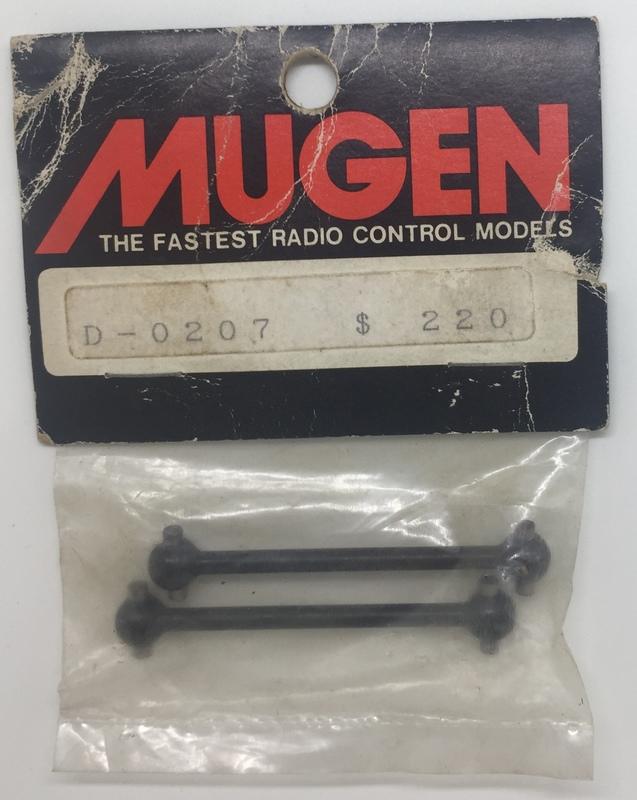 MUGEN
THE FASTEST RADIO CONTROL MODELS
D-0207 $ 220